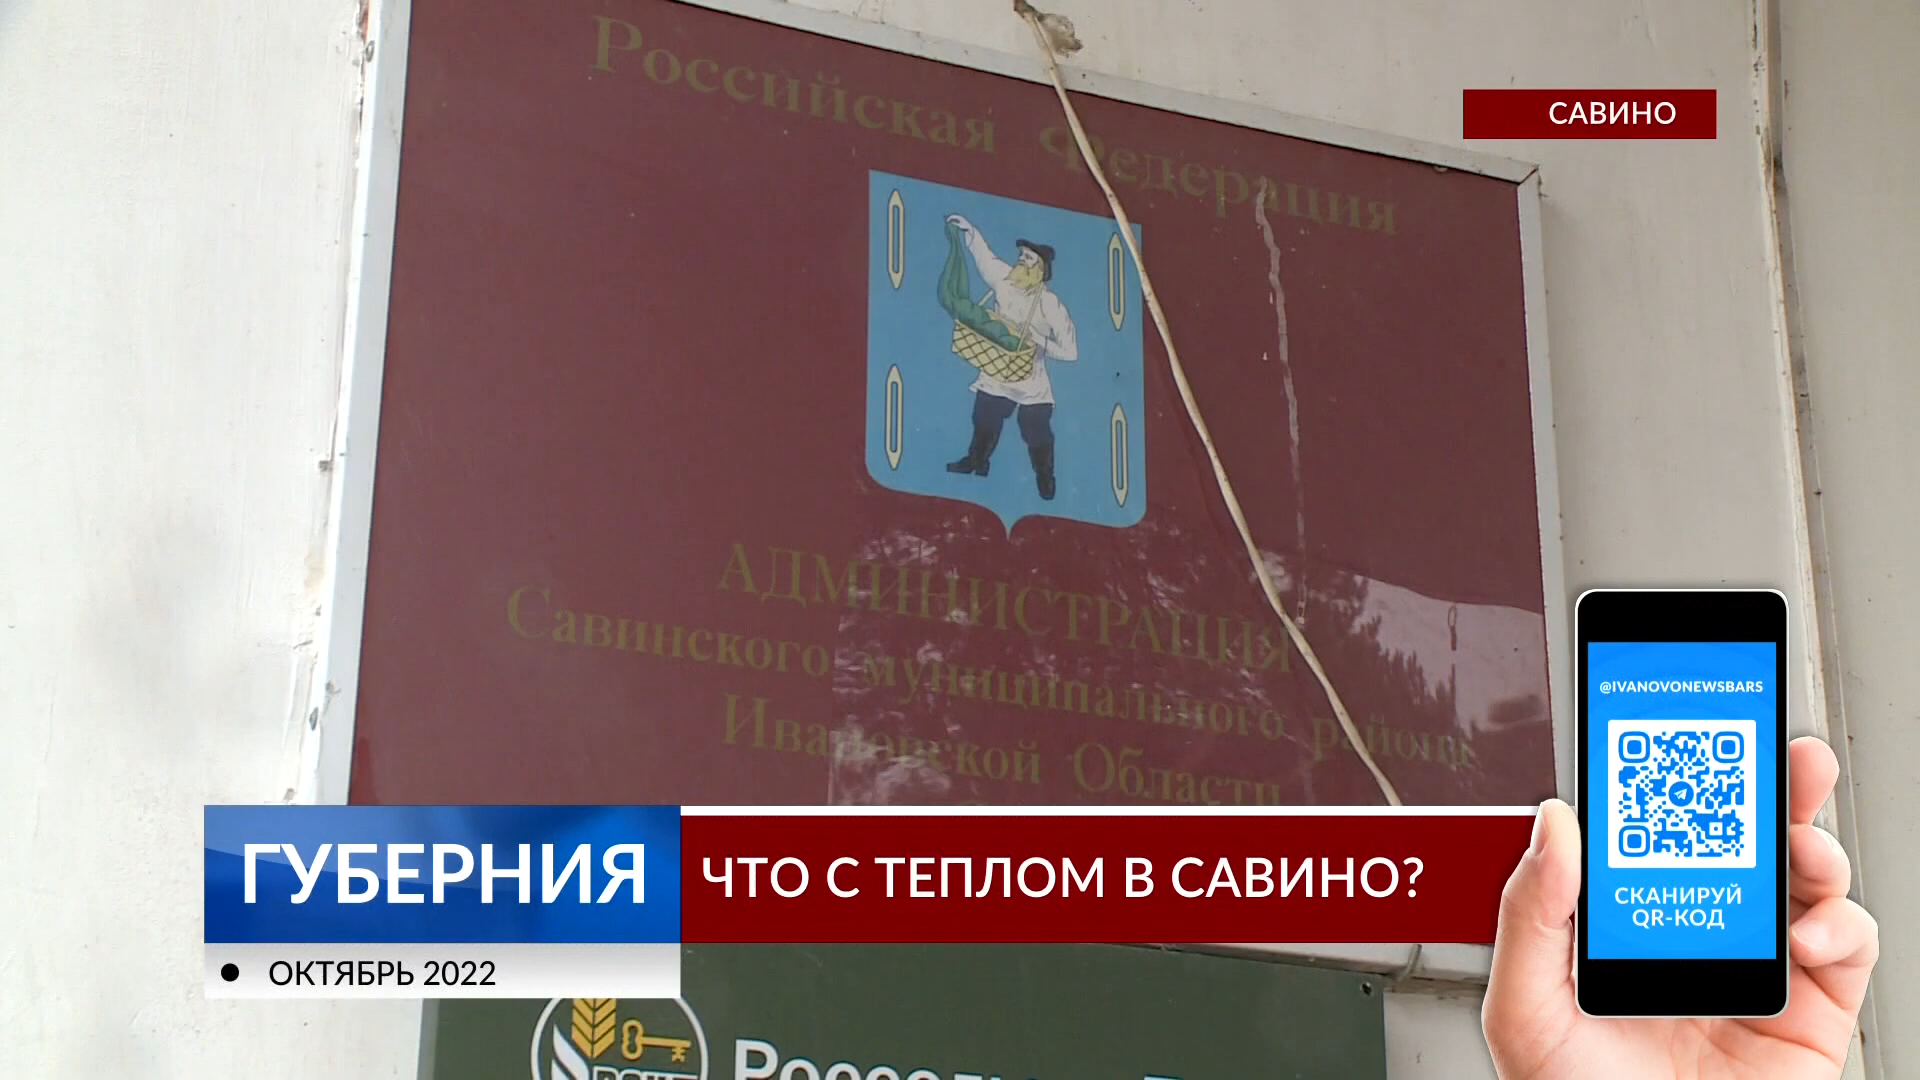 Российская Федерация
САВИНО
АДМИНИСТРАЦИЯ
Савинского муниципального района
Ивановской Области
@IVANOVONEWSBARS
СКАНИРУЙ
QR-КОД
ГУБЕРНИЯ
ЧТО С ТЕПЛОМ В САВИНО?
ОКТЯБРЬ 2022